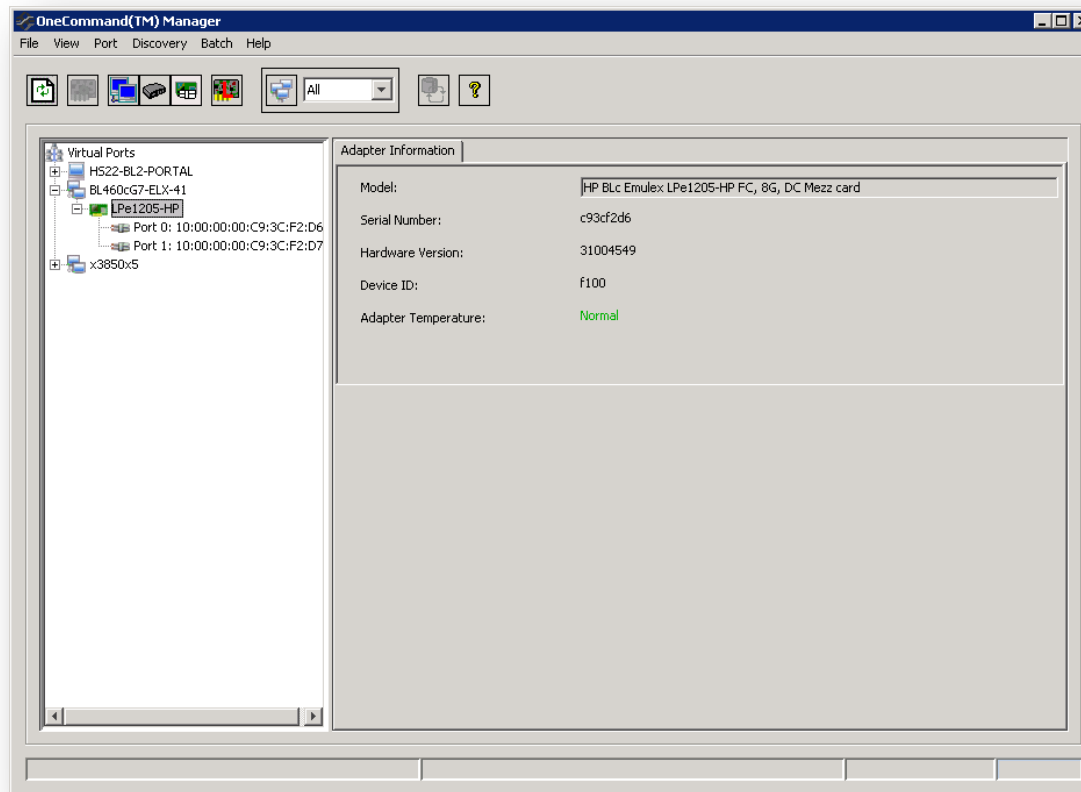 OneCommand(TM) Manager
File View Port Discovery Batch Help
All
?
Virtual Ports
HS22-BL2-PORTAL
BL460cG7-ELX-41
LPe1205-HP
Port 0: 10:00:00:00:C9:3C:F2:D6
Port 1: 10:00:00:00:C9:3C:F2:D7
x3850x5
Adapter Information
Model: HP BLc Emulex LPe1205-HP FC, 8G, DC Mezz card
Serial Number: c93cf2d6
Hardware Version: 31004549
Device ID: f100
Adapter Temperature: Normal